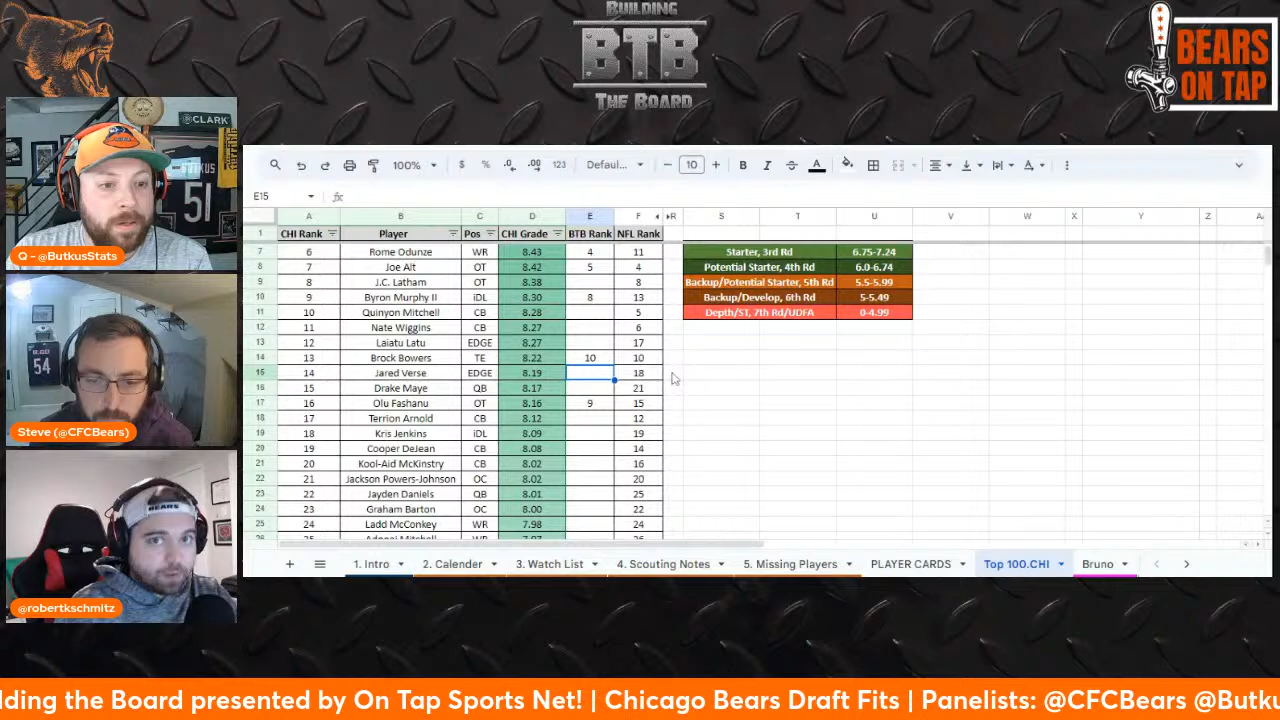 BUILDING
BTB
THE BOARD
BEARS
ON TAP
CLARK
BUTKUS
51
Q - @ButkusStats
54
Steve (@CFCBears)
BEARS
@robertkschmitz
100%
$
%
.0
.00
123
Defaul...
10
B
I
S
A
E15
fx
A B C D E F R S T U V W X Y Z
1 CHI Rank Player Pos CHI Grade BTB Rank NFL Rank
7 6 Rome Odunze WR 8.43 4 11 Starter, 3rd Rd 6.75-7.24
8 7 Joe Alt OT 8.42 5 4 Potential Starter, 4th Rd 6.0-6.74
9 8 J.C. Latham OT 8.38 8 Backup/Potential Starter, 5th Rd 5.5-5.99
10 9 Byron Murphy II iDL 8.30 8 13 Backup/Develop, 6th Rd 5-5.49
11 10 Quinyon Mitchell CB 8.28 5 Depth/ST, 7th Rd/UDFA 0-4.99
12 11 Nate Wiggins CB 8.27 6
13 12 Laiatu Latu EDGE 8.27 17
14 13 Brock Bowers TE 8.22 10 10
15 14 Jared Verse EDGE 8.19 18
16 15 Drake Maye QB 8.17 21
17 16 Olu Fashanu OT 8.16 9 15
18 17 Terrion Arnold CB 8.12 12
19 18 Kris Jenkins iDL 8.09 19
20 19 Cooper DeJean CB 8.08 14
21 20 Kool-Aid McKinstry CB 8.02 16
22 21 Jackson Powers-Johnson OC 8.02 20
23 22 Jayden Daniels QB 8.01 25
24 23 Graham Barton OC 8.00 22
25 24 Ladd McConkey WR 7.98 24
1. Intro
2. Calender
3. Watch List
4. Scouting Notes
5. Missing Players
PLAYER CARDS
Top 100.CHI
Bruno
lding the Board presented by On Tap Sports Net! | Chicago Bears Draft Fits | Panelists: @CFCBears @Butku